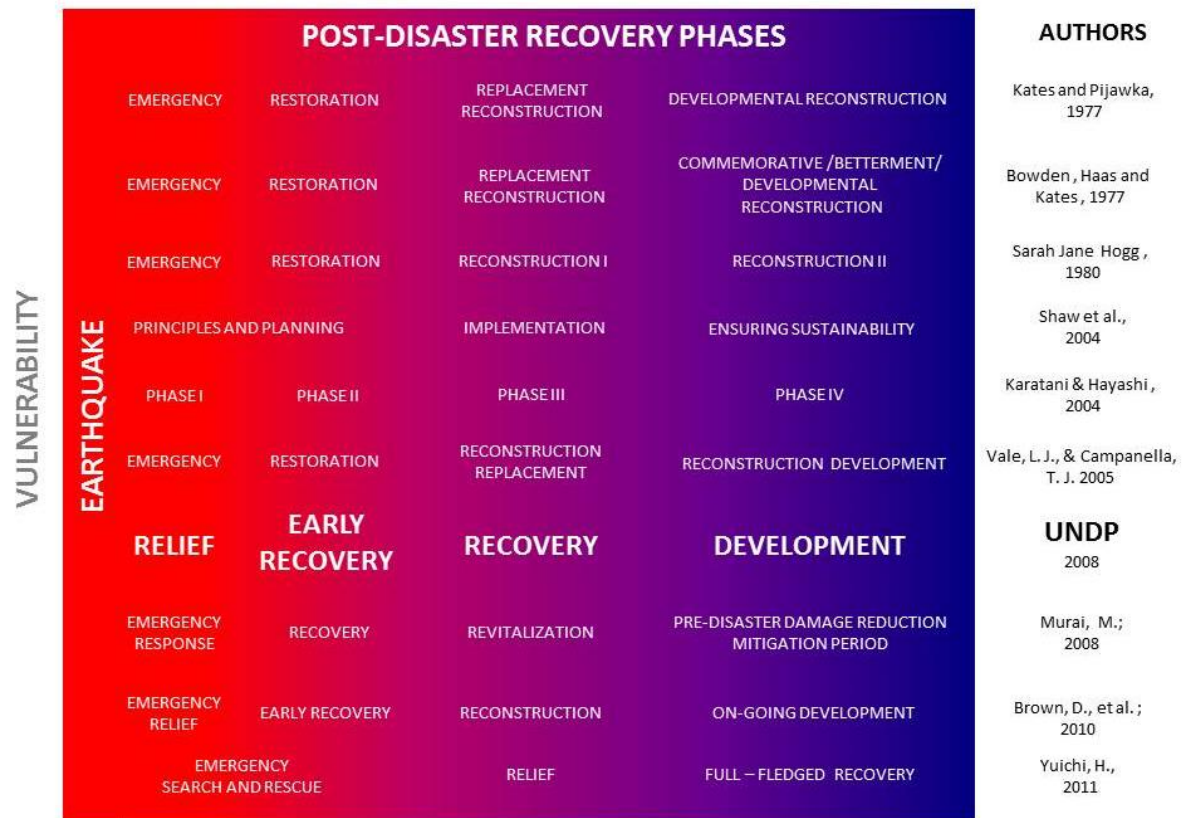 POST-DISASTER RECOVERY PHASES
AUTHORS
EMERGENCY
RESTORATION
REPLACEMENT
RECONSTRUCTION
DEVELOPMENTAL RECONSTRUCTION
Kates and Pijawka,
1977
EMERGENCY
RESTORATION
REPLACEMENT
RECONSTRUCTION
COMMEMORATIVE /BETTERMENT/
DEVELOPMENTAL
RECONSTRUCTION
Bowden , Haas and
Kates , 1977
EMERGENCY
RESTORATION
RECONSTRUCTION I
RECONSTRUCTION II
Sarah Jane Hogg ,
1980
VULNERABILITY
EARTHQUAKE
PRINCIPLES AND PLANNING
IMPLEMENTATION
ENSURING SUSTAINABILITY
Shaw et al.,
2004
PHASE I
PHASE II
PHASE III
PHASE IV
Karatani & Hayashi ,
2004
EMERGENCY
RESTORATION
RECONSTRUCTION
REPLACEMENT
RECONSTRUCTION DEVELOPMENT
Vale, L. J., & Campanella,
T. J. 2005
RELIEF
EARLY
RECOVERY
RECOVERY
DEVELOPMENT
UNDP
2008
EMERGENCY
RESPONSE
RECOVERY
REVITALIZATION
PRE-DISASTER DAMAGE REDUCTION
MITIGATION PERIOD
Murai, M.;
2008
EMERGENCY
RELIEF
EARLY RECOVERY
RECONSTRUCTION
ON-GOING DEVELOPMENT
Brown, D., et al. ;
2010
EMERGENCY
SEARCH AND RESCUE
RELIEF
FULL – FLEDGED RECOVERY
Yuichi, H.,
2011